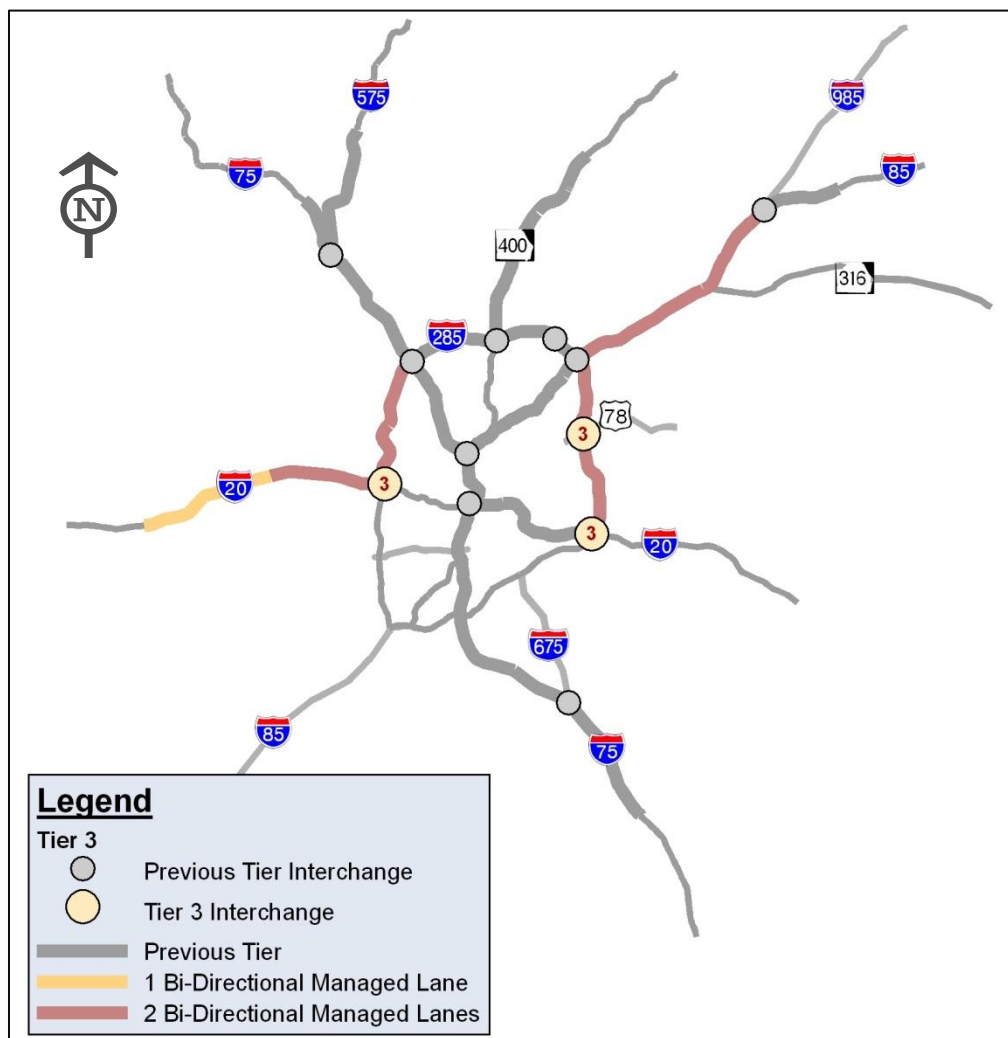 575
985
75
85
N
400
316
285
78
3
20
3
3
20
675
85
75
Legend
Tier 3
Previous Tier Interchange
Tier 3 Interchange
Previous Tier
1 Bi-Directional Managed Lane
2 Bi-Directional Managed Lanes